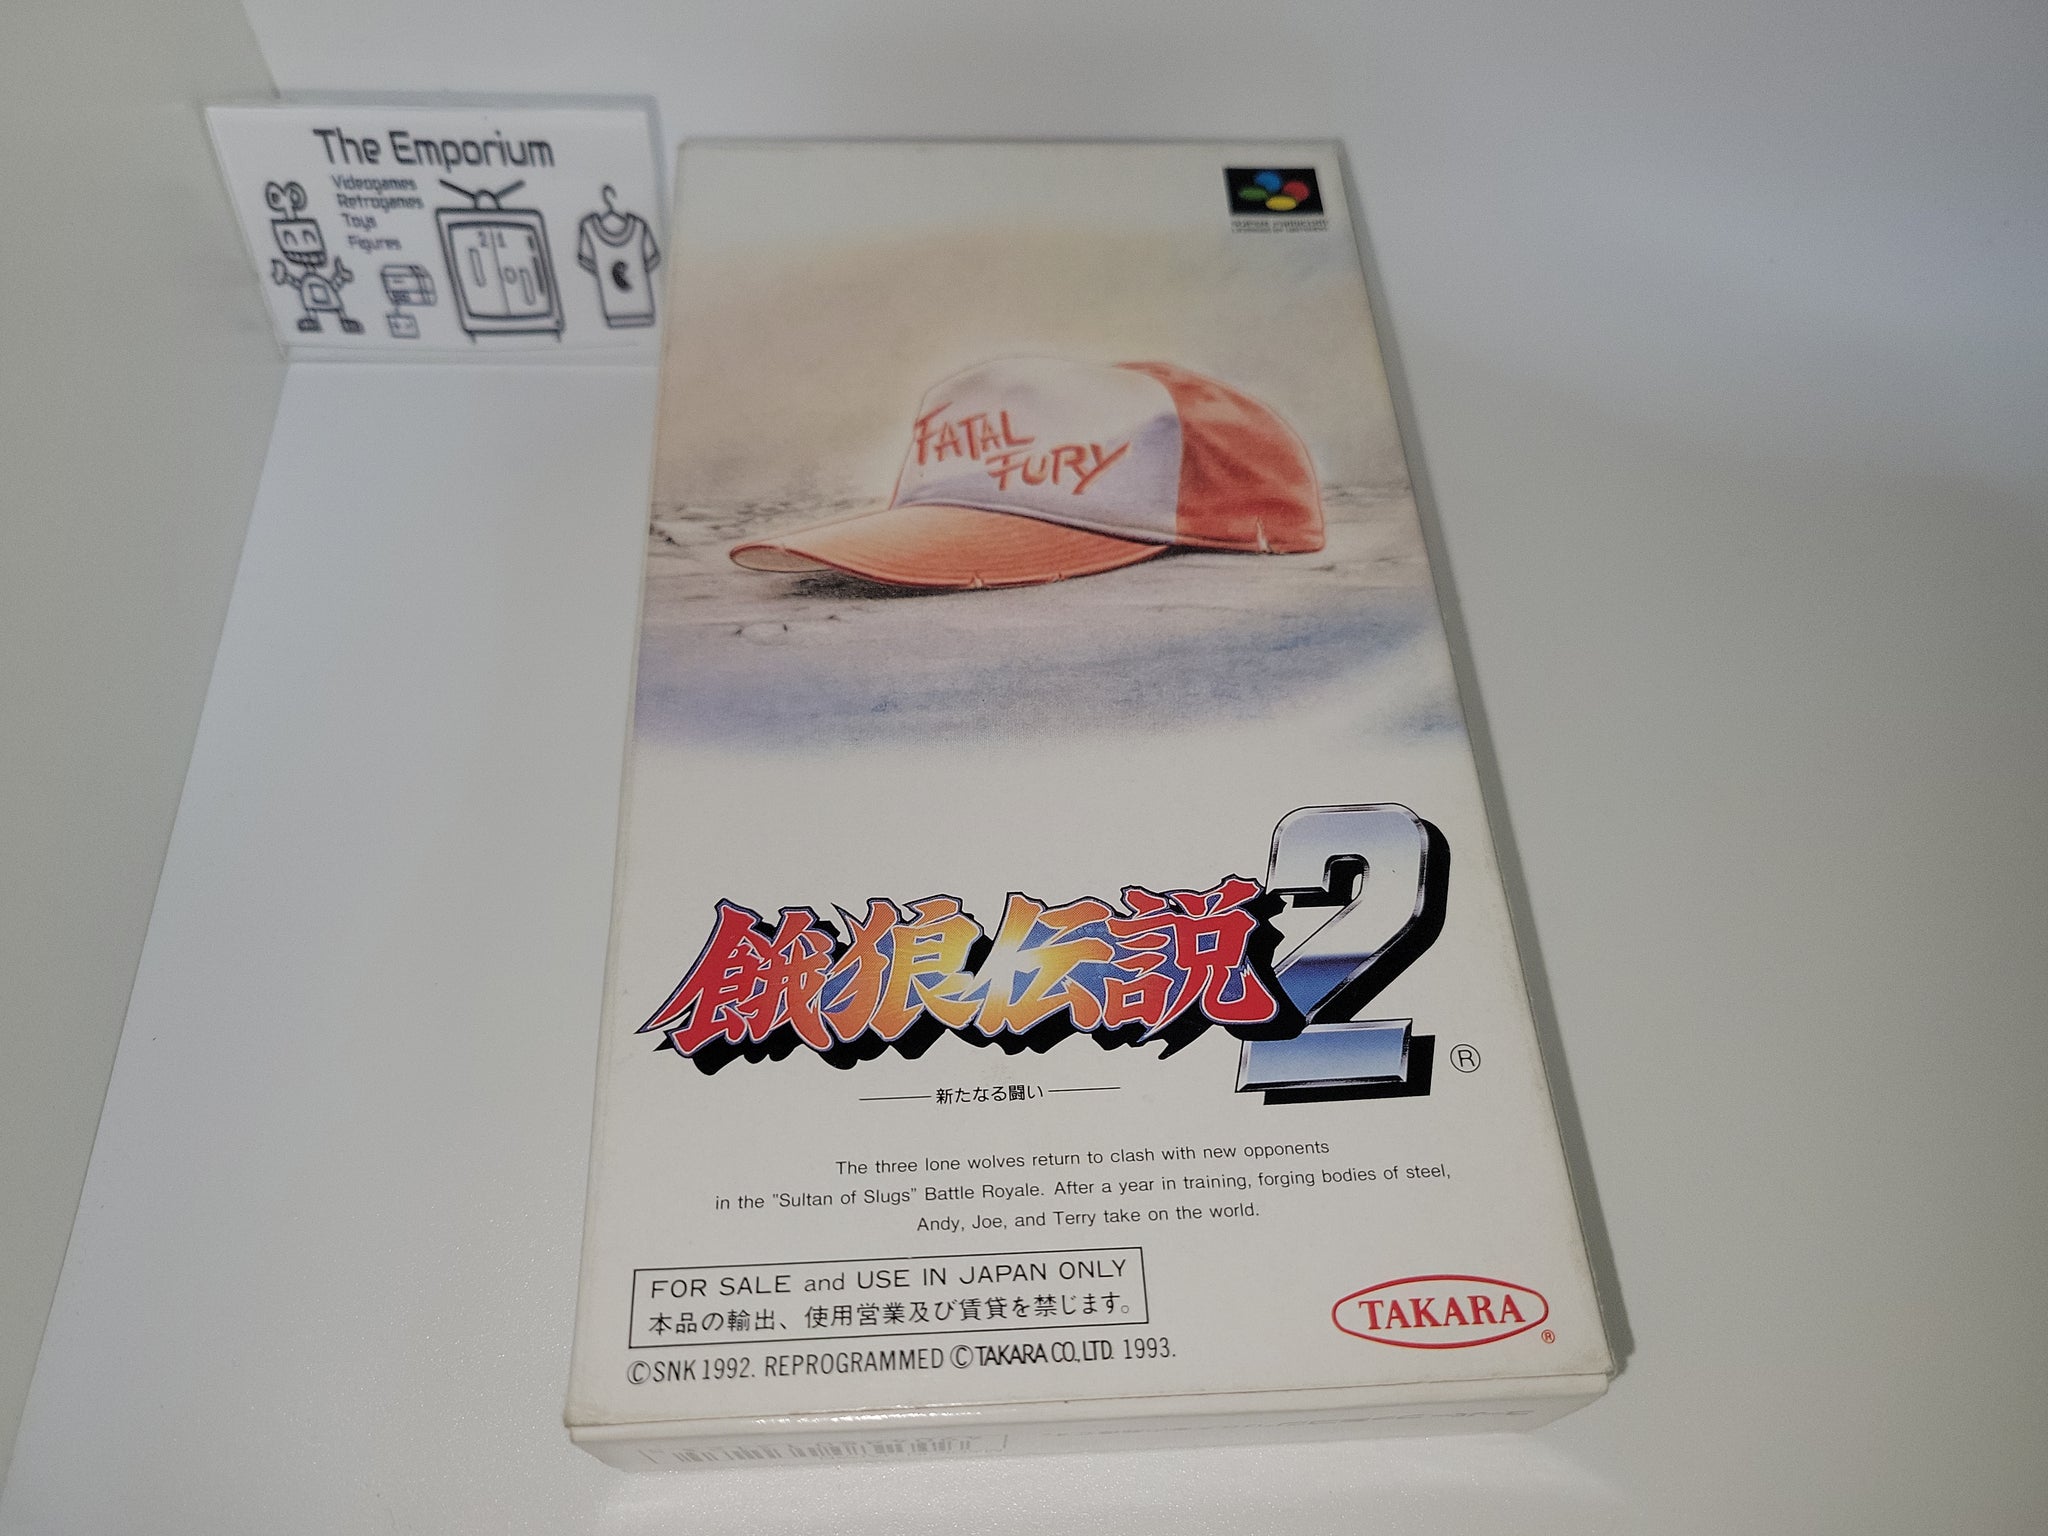 The Emporium
Videogames
Retrogames
Toys
Figures
21
FATAL
FURY
餓狼伝説2
®
新たなる闘い
The three lone wolves return to clash with new opponents
in the "Sultan of Slugs" Battle Royale. After a year in training, forging bodies of steel,
Andy, Joe, and Terry take on the world.
FOR SALE and USE IN JAPAN ONLY
本品の輸出、使用営業及び賃貸を禁じます。
©SNK 1992. REPROGRAMMED ©TAKARA CO., LTD. 1993.
TAKARA
®